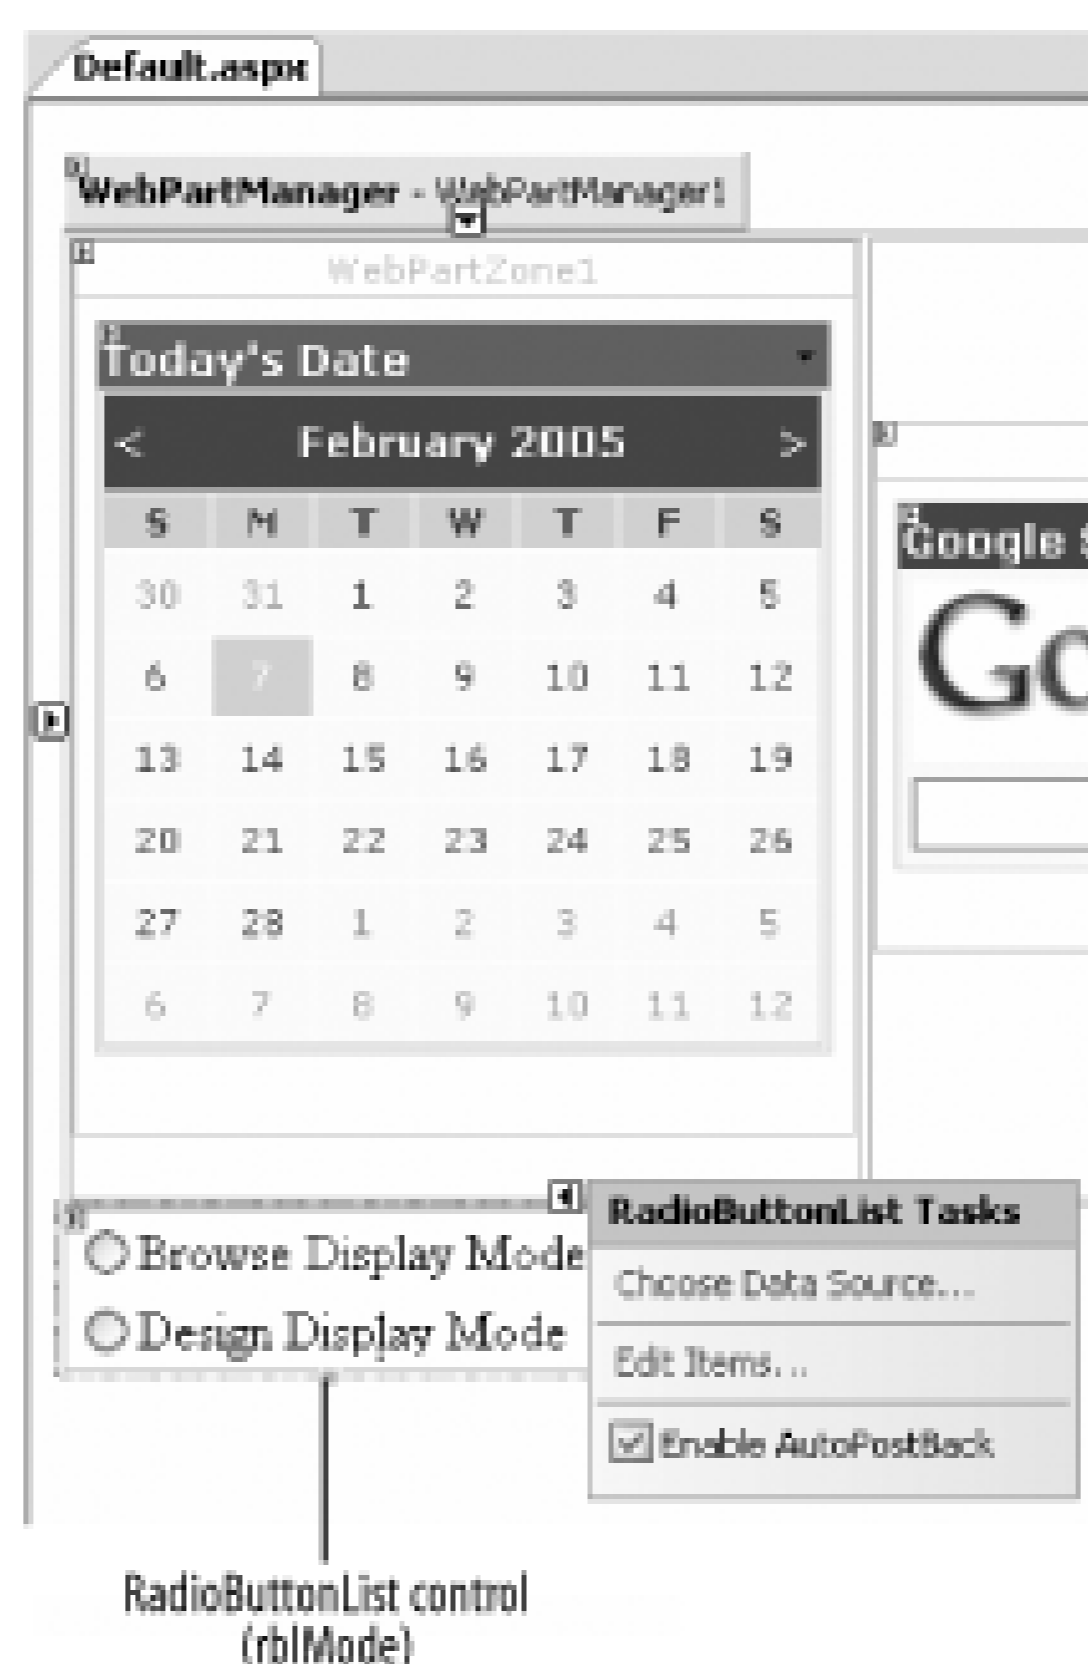 Default.aspx
WebPartManager - WebPartManager1
WebPartZone1
Today's Date
< February 2005 >
S M T W T F S
30 31 1 2 3 4 5
6 7 8 9 10 11 12
13 14 15 16 17 18 19
20 21 22 23 24 25 26
27 28 1 2 3 4 5
6 7 8 9 10 11 12
Google
Go
Browse Display Mode
Design Display Mode
RadioButtonList Tasks
Choose Data Source...
Edit Items...
Enable AutoPostBack
RadioButtonList control
(rblMode)